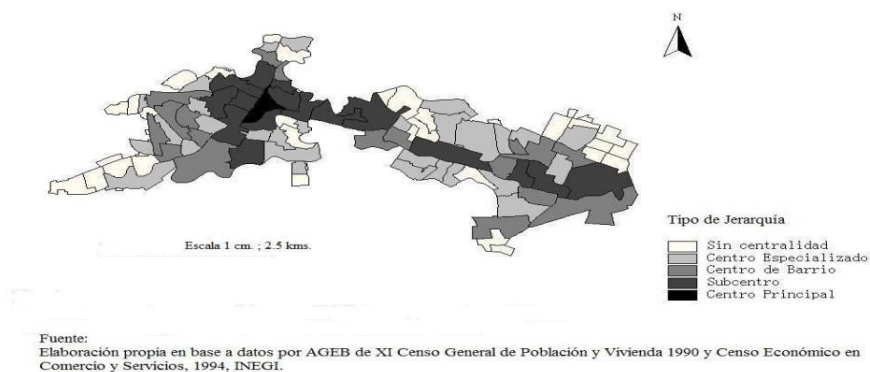 N
Escala 1 cm. ; 2.5 kms.
Tipo de Jerarquía
Sin centralidad
Centro Especializado
Centro de Barrio
Subcentro
Centro Principal
Fuente:
Elaboración propia en base a datos por AGEB de XI Censo General de Población y Vivienda 1990 y Censo Económico en
Comercio y Servicios, 1994, INEGI.